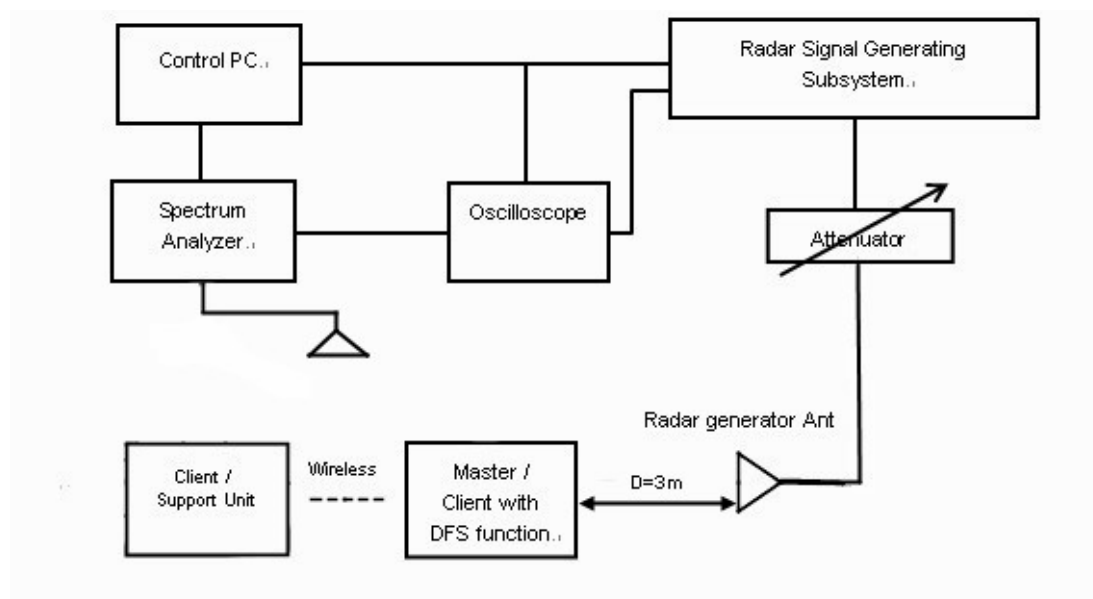 Control PC
Radar Signal Generating
Subsystem
Spectrum
Analyzer
Oscilloscope
Attenuator
Radar generator Ant
Client /
Support Unit
Wireless
Master /
Client with
DFS function
D=3m